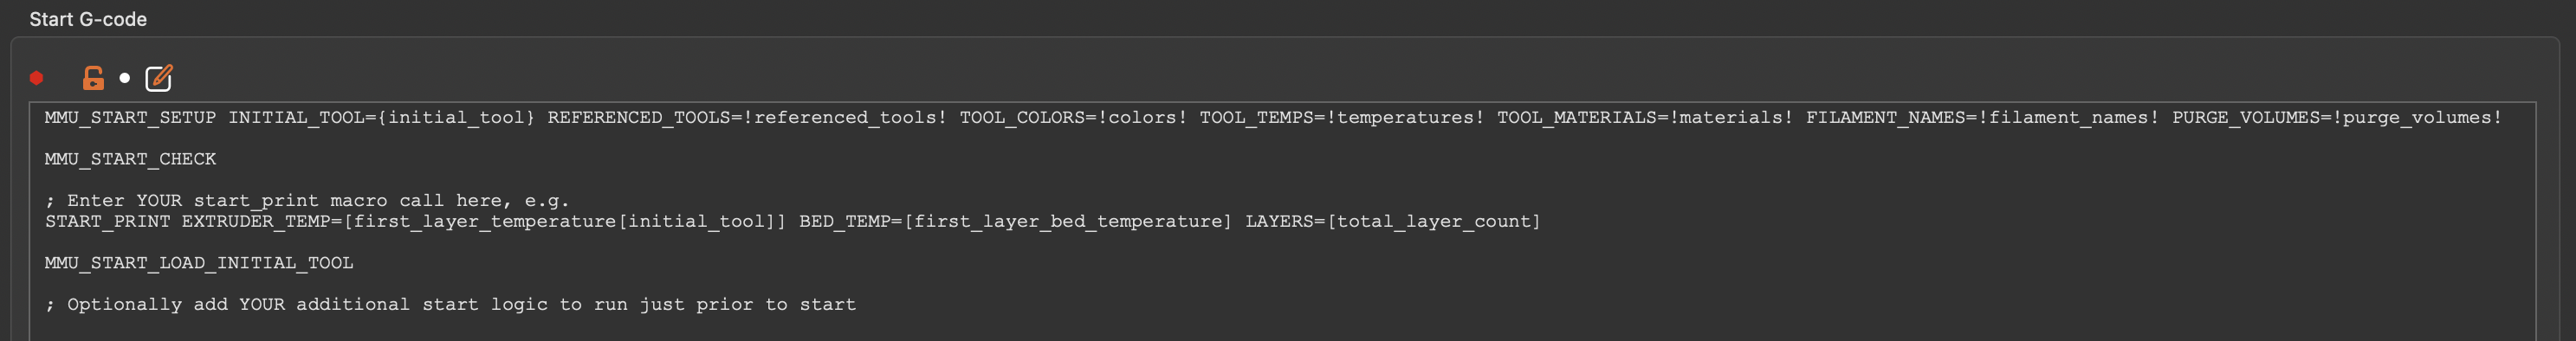 Start G-code
MMU_START_SETUP INITIAL_TOOL={initial_tool} REFERENCED_TOOLS=!referenced_tools! TOOL_COLORS=!colors! TOOL_TEMPS=!temperatures! TOOL_MATERIALS=!materials! FILAMENT_NAMES=!filament_names! PURGE_VOLUMES=!purge_volumes!
MMU_START_CHECK
; Enter YOUR start_print macro call here, e.g.
START_PRINT EXTRUDER_TEMP=[first_layer_temperature[initial_tool]] BED_TEMP=[first_layer_bed_temperature] LAYERS=[total_layer_count]
MMU_START_LOAD_INITIAL_TOOL
; Optionally add YOUR additional start logic to run just prior to start